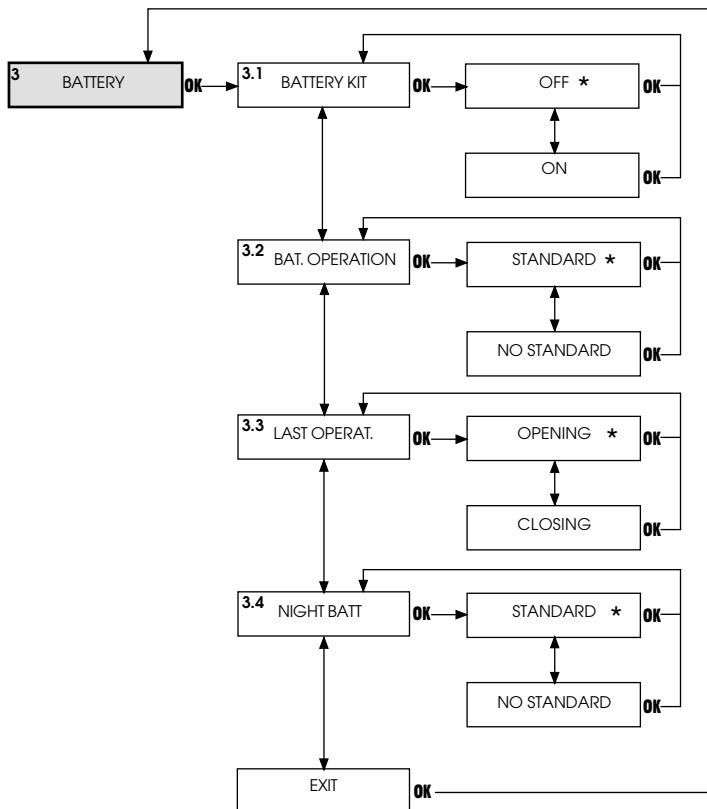 3 BATTERY OK 3.1 BATTERY KIT OK OFF * OK
ON OK
3.2 BAT. OPERATION OK STANDARD * OK
NO STANDARD OK
3.3 LAST OPERAT. OK OPENING * OK
CLOSING OK
3.4 NIGHT BATT OK STANDARD * OK
NO STANDARD OK
EXIT OK